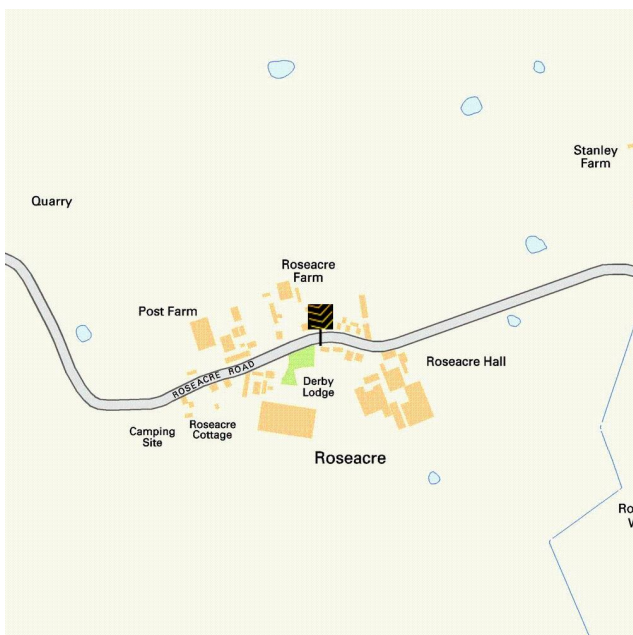 Stanley
Farm
Quarry
Roseacre
Farm
Post Farm
Roseacre Hall
ROSEACRE ROAD
Derby
Lodge
Camping
Site
Roseacre
Cottage
Roseacre